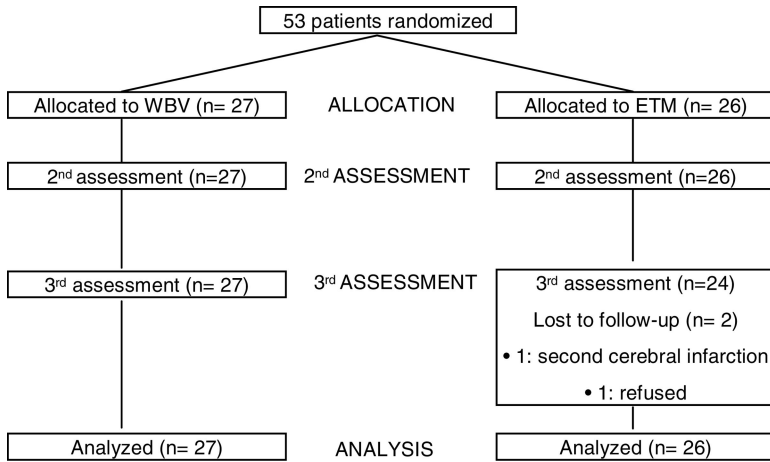 53 patients randomized
Allocated to WBV (n= 27)
ALLOCATION
Allocated to ETM (n= 26)
2nd assessment (n=27)
2nd ASSESSMENT
2nd assessment (n=26)
3rd assessment (n= 27)
3rd ASSESSMENT
3rd assessment (n=24)
Lost to follow-up (n= 2)
• 1: second cerebral infarction
• 1: refused
Analyzed (n= 27)
ANALYSIS
Analyzed (n= 26)